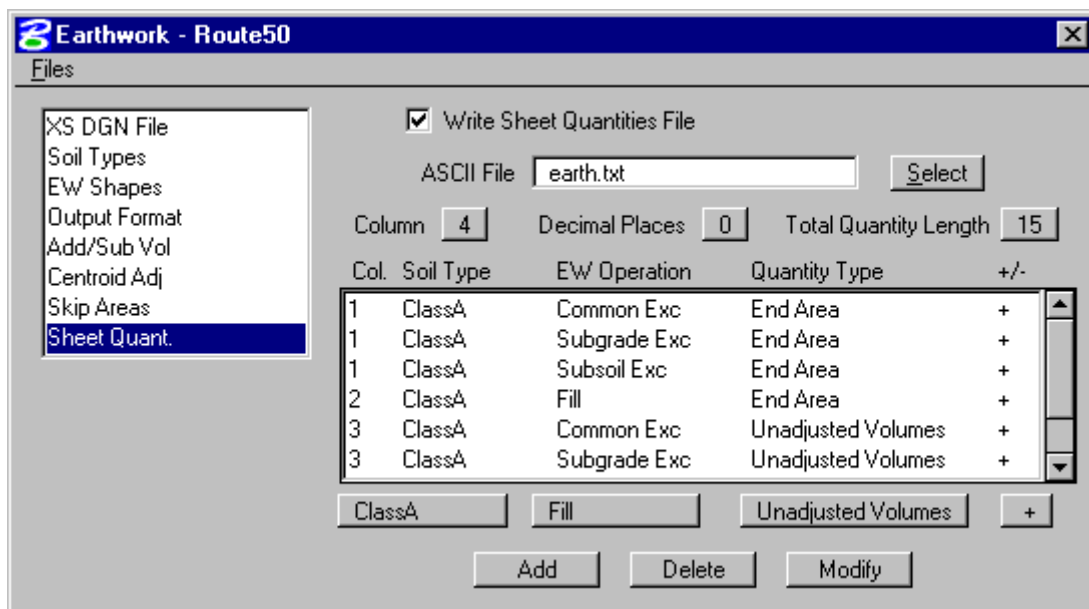 Earthwork - Route50
Files
XS DGN File
Soil Types
EW Shapes
Output Format
Add/Sub Vol
Centroid Adj
Skip Areas
Sheet Quant.
Write Sheet Quantities File
ASCII File earth.txt Select
Column 4 Decimal Places 0 Total Quantity Length 15
Col. Soil Type EW Operation Quantity Type +/-
1 ClassA Common Exc End Area +
1 ClassA Subgrade Exc End Area +
1 ClassA Subsoil Exc End Area +
2 ClassA Fill End Area +
3 ClassA Common Exc Unadjusted Volumes +
3 ClassA Subgrade Exc Unadjusted Volumes +
ClassA Fill Unadjusted Volumes +
Add Delete Modify